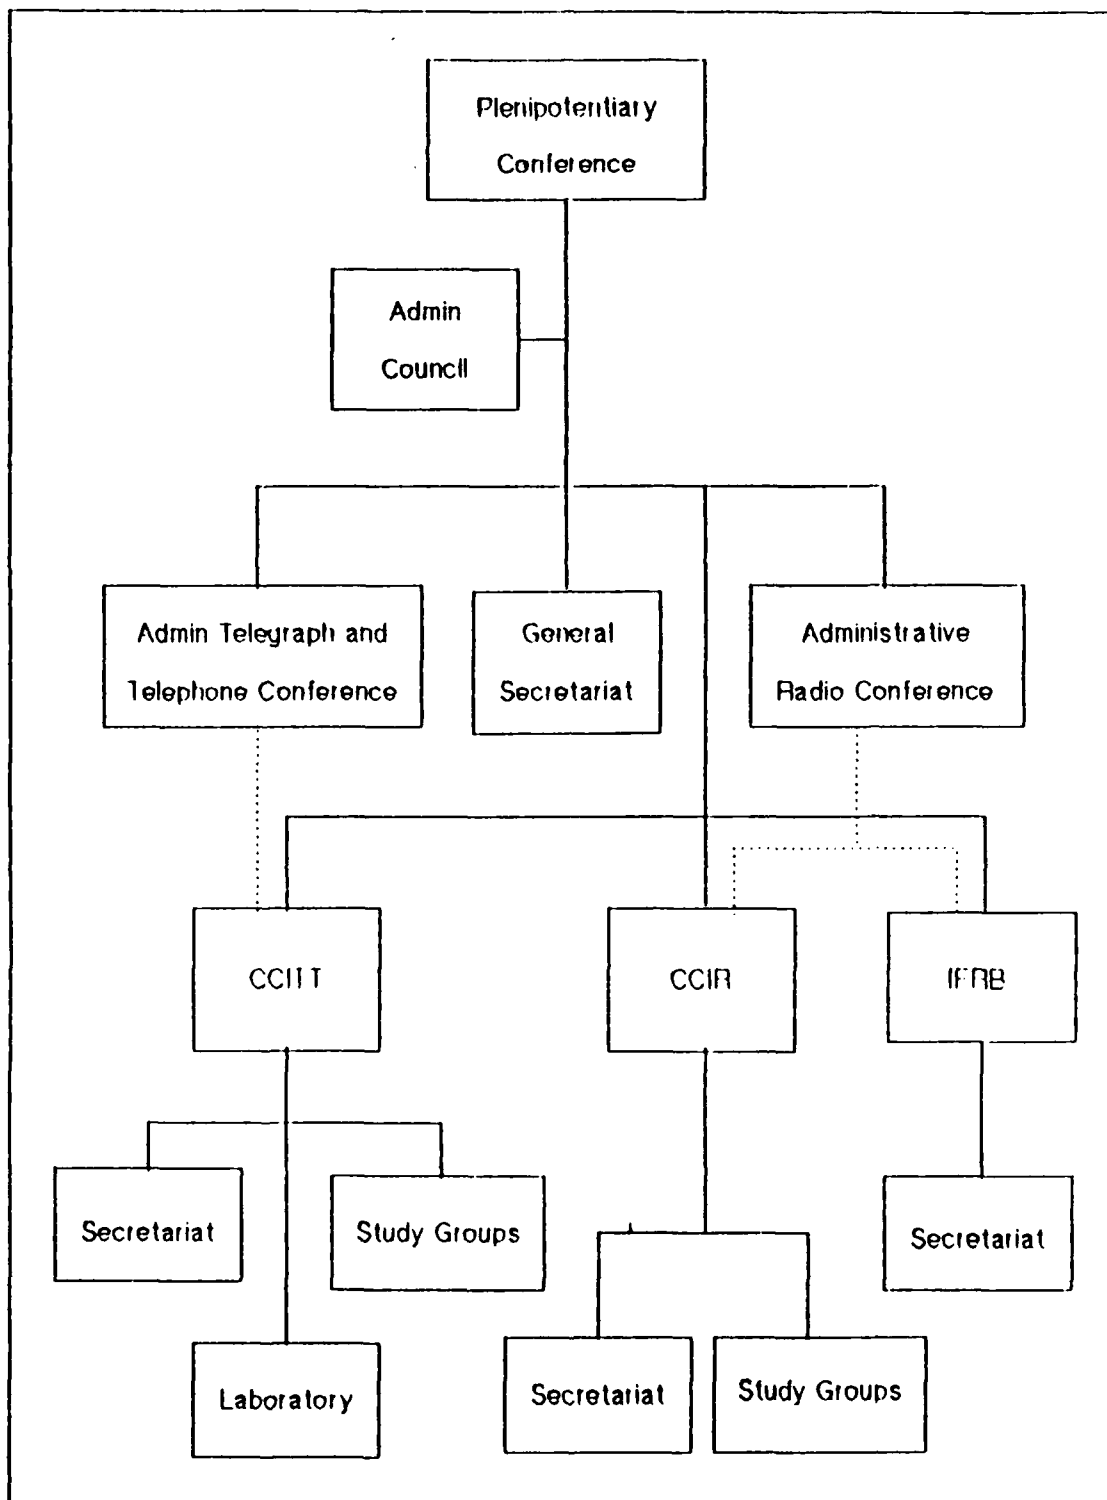 Plenipotentiary
Conference
Admin
Council
Admin Telegraph and
Telephone Conference
General
Secretariat
Administrative
Radio Conference
CCITT
CCIR
IFRB
Secretariat
Study Groups
Secretariat
Laboratory
Secretariat
Study Groups